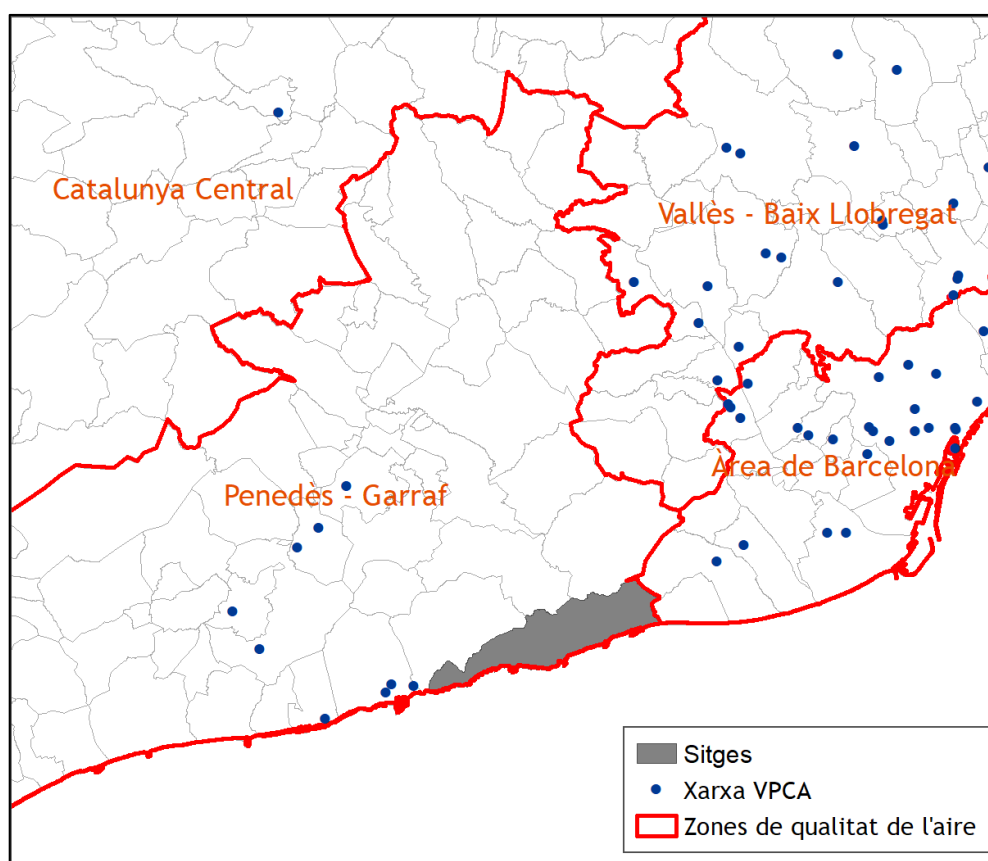 Catalunya Central
Vallès - Baix Llobregat
Àrea de Barcelona
Penedès - Garraf
Sitges
Xarxa VPCA
Zones de qualitat de l'aire